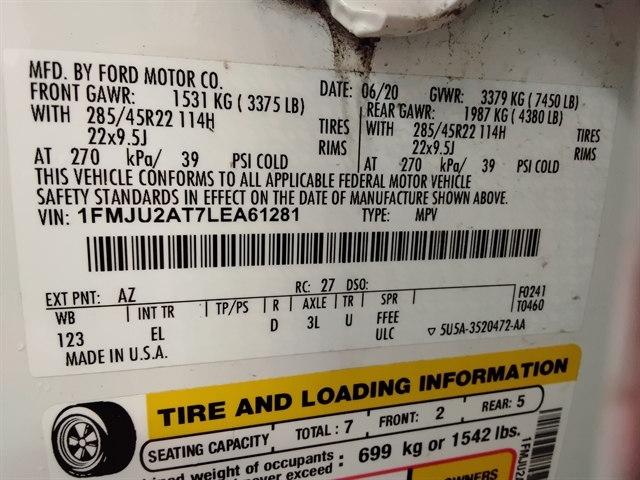 MFD. BY FORD MOTOR CO.
DATE: 06/20 GVWR: 3379 KG (7450 LB)
FRONT GAWR: 1531 KG (3375 LB)
REAR GAWR: 1987 KG (4380 LB)
WITH 285/45R22 114H TIRES
WITH 285/45R22 114H TIRES
22x9.5J RIMS
22x9.5J RIMS
AT 270 kPa/ 39 PSI COLD
AT 270 kPa/ 39 PSI COLD
THIS VEHICLE CONFORMS TO ALL APPLICABLE FEDERAL MOTOR VEHICLE
SAFETY STANDARDS IN EFFECT ON THE DATE OF MANUFACTURE SHOWN ABOVE.
VIN: 1FMJU2AT7LEA61281 TYPE: MPV
EXT PNT: AZ RC: 27 DSO: F0241
WB INT TR TP/PS R AXLE TR SPR T0460
123 EL D 3L U FFEE
ULC ▽ 5U5A-3520472-AA
MADE IN U.S.A.
TIRE AND LOADING INFORMATION
SEATING CAPACITY TOTAL: 7 FRONT: 2 REAR: 5
weight of occupants : 699 kg or 1542 lbs.
exceed
OWNERS